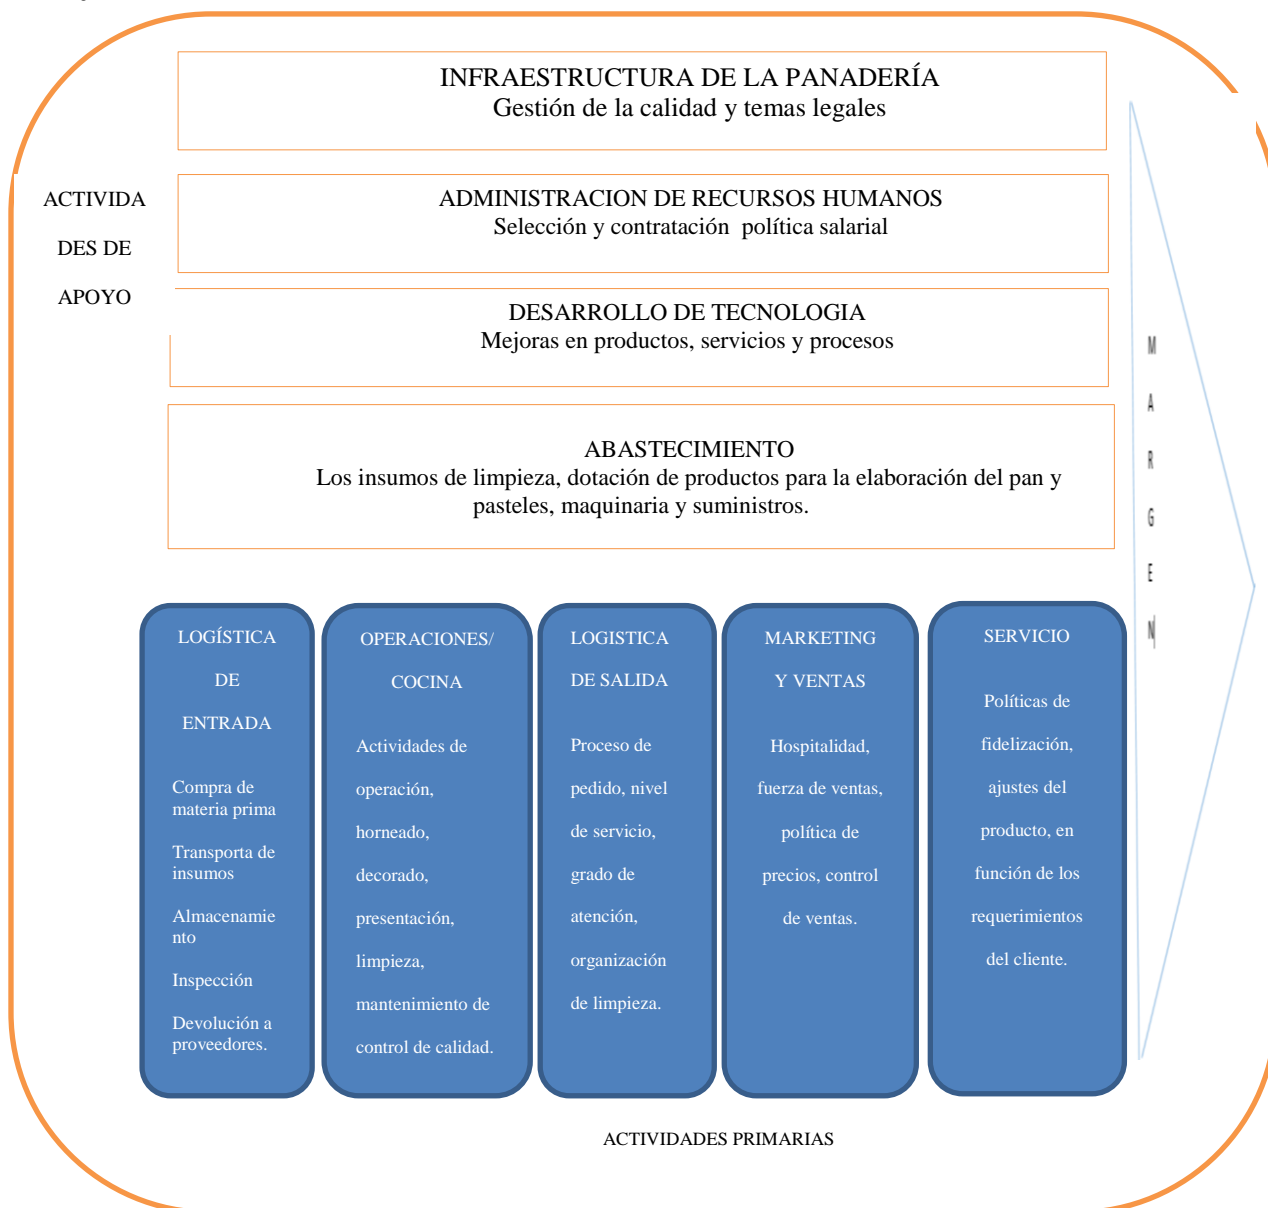 INFRAESTRUCTURA DE LA PANADERÍA
Gestión de la calidad y temas legales
ACTIVIDA
DES DE
APOYO
ADMINISTRACION DE RECURSOS HUMANOS
Selección y contratación política salarial
DESARROLLO DE TECNOLOGIA
Mejoras en productos, servicios y procesos
ABASTECIMIENTO
Los insumos de limpieza, dotación de productos para la elaboración del pan y
pasteles, maquinaria y suministros.
M
A
R
G
E
N
LOGÍSTICA
DE
ENTRADA
Compra de
materia prima
Transporta de
insumos
Almacenamie
nto
Inspección
Devolución a
proveedores.
OPERACIONES/
COCINA
Actividades de
operación,
horneado,
decorado,
presentación,
limpieza,
mantenimiento de
control de calidad.
LOGISTICA
DE SALIDA
Proceso de
pedido, nivel
de servicio,
grado de
atención,
organización
de limpieza.
MARKETING
Y VENTAS
Hospitalidad,
fuerza de ventas,
política de
precios, control
de ventas.
SERVICIO
Políticas de
fidelización,
ajustes del
producto, en
función de los
requerimientos
del cliente.
ACTIVIDADES PRIMARIAS